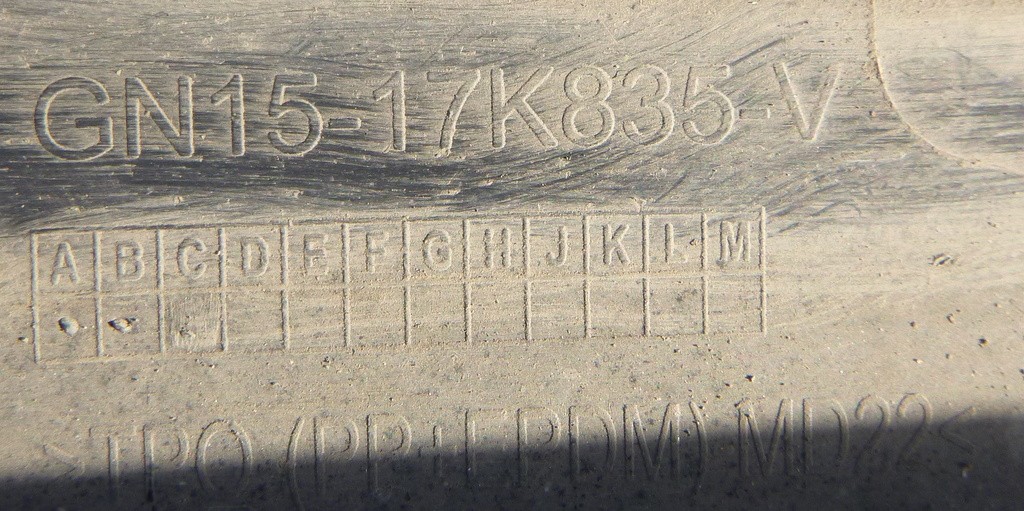 GN15-17K835-V
A B C D E F G H J K L M
>TPO (PP+EPDM) MD22<